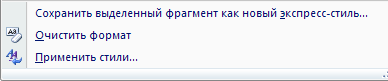 Сохранить выделенный фрагмент как новый экспресс-стиль...
Очистить формат
Применить стили...